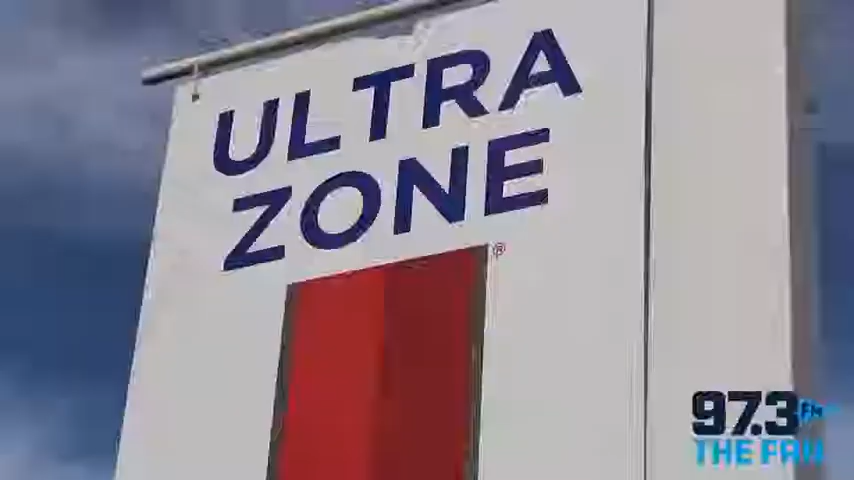 ULTRA
ZONE
®
97.3 FM
THE FAN